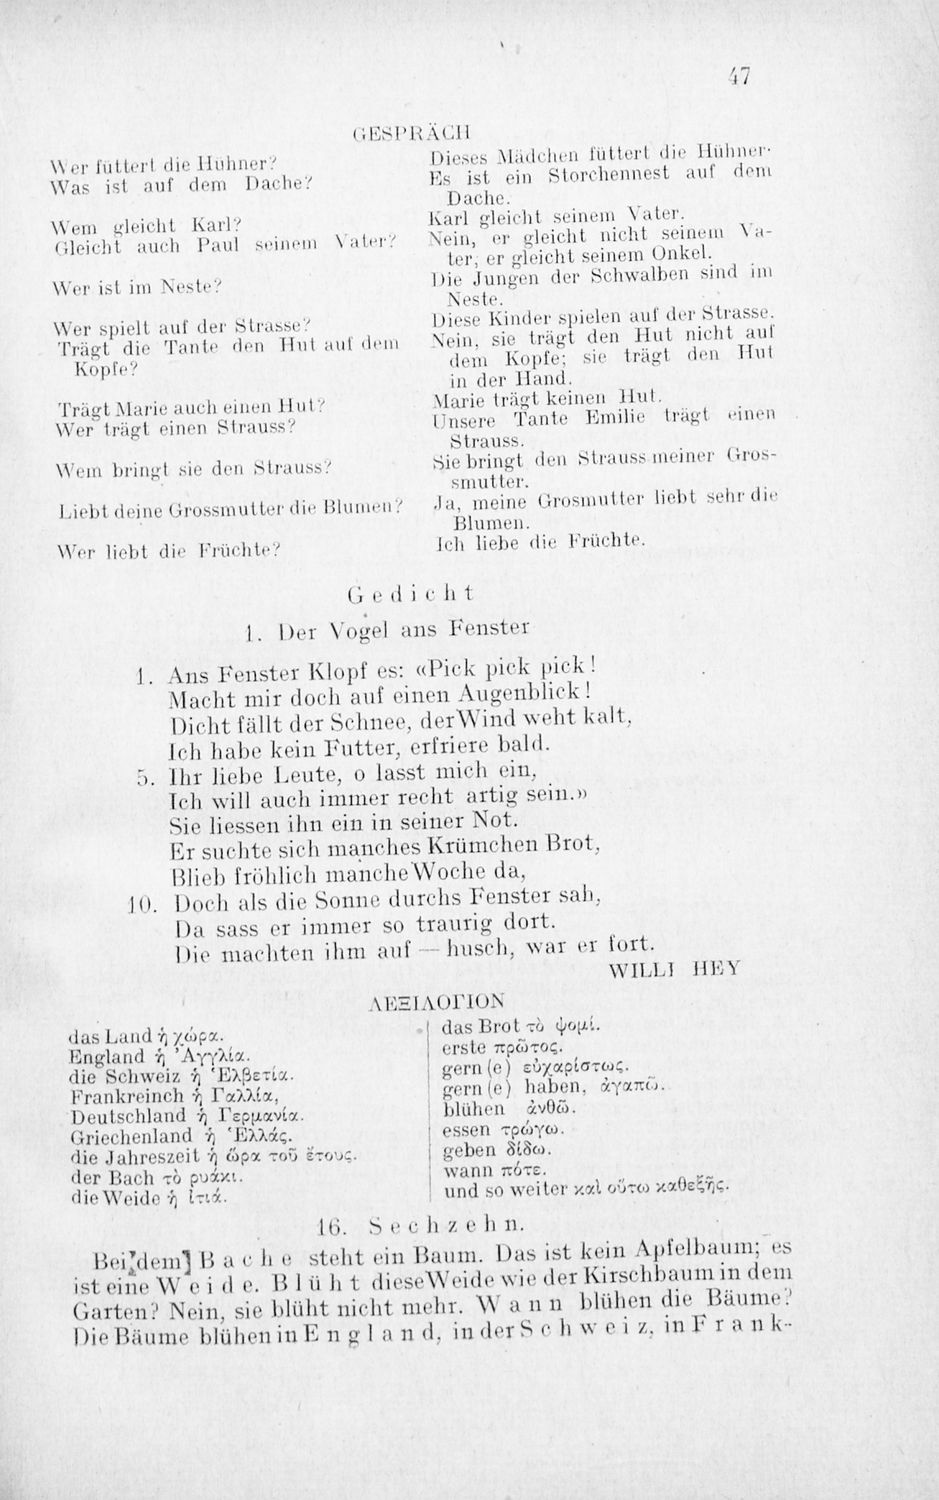 47
GESPRÄCH
Wer füttert die Hühner?
Was ist auf dem Dache?
Wem gleicht Karl?
Gleicht auch Paul seinem Vater?
Wer ist im Neste?
Wer spielt auf der Strasse?
Trägt die Tante den Hut auf dem
Kopfe?
Trägt Marie auch einen Hut?
Wer trägt einen Strauss?
Wem bringt sie den Strauss?
Liebt deine Grossmutter die Blumen?
Wer liebt die Früchte?
Dieses Mädchen füttert die Hühner.
Es ist ein Storchennest auf dem
Dache.
Karl gleicht seinem Vater.
Nein, er gleicht nicht seinem Va-
ter, er gleicht seinem Onkel.
Die Jungen der Schwalben sind im
Neste.
Diese Kinder spielen auf der Strasse.
Nein, sie trägt den Hut nicht auf
dem Kopfe; sie trägt den Hut
in der Hand.
Marie trägt keinen Hut.
Unsere Tante Emilie trägt einen
Strauss.
Sie bringt den Strauss meiner Gros-
smutter.
Ja, meine Grosmutter liebt sehr die
Blumen.
Ich liebe die Früchte.
Gedicht
1. Der Vogel ans Fenster
1. Ans Fenster Klopf es: «Pick pick pick!
Macht mir doch auf einen Augenblick!
Dicht fällt der Schnee, der Wind weht kalt,
Ich habe kein Futter, erfriere bald.
5. Ihr liebe Leute, o lasst mich ein,
Ich will auch immer recht artig sein.»
Sie liessen ihn ein in seiner Not.
Er suchte sich manches Krümchen Brot,
Blieb fröhlich manche Woche da,
10. Doch als die Sonne durchs Fenster sah,
Da sass er immer so traurig dort.
Die machten ihm auf — husch, war er fort.
WILLI HEY
ΛΕΞΙΛΟΓΙΟΝ
das Land ἡ χώρα.
England ἡ Ἀγγλία.
die Schweiz ἡ Ἑλβετία.
Frankreinch ἡ Γαλλία,
Deutschland ἡ Γερμανία.
Griechenland ἡ Ἑλλάς.
die Jahreszeit ἡ ὥρα τοῦ ἔτους.
der Bach τὸ ρυάκι.
die Weide ἡ ἰτιά.
das Brot τὸ ψομί.
erste πρῶτος.
gern(e) εὐχαρίστως.
gern(e) haben, ἀγαπῶ.
blühen ἀνθῶ.
essen τρώγω.
geben δίδω.
wann πότε.
und so weiter καὶ οὕτω καθεξῆς.
16. Sechzehn.
Bei[dem] Bache steht ein Baum. Das ist kein Apfelbaum; es
ist eine Weide. Blüht diese Weide wie der Kirschbaum in dem
Garten? Nein, sie blüht nicht mehr. Wann blühen die Bäume?
Die Bäume blühen in England, in der Schweiz, in Frank-